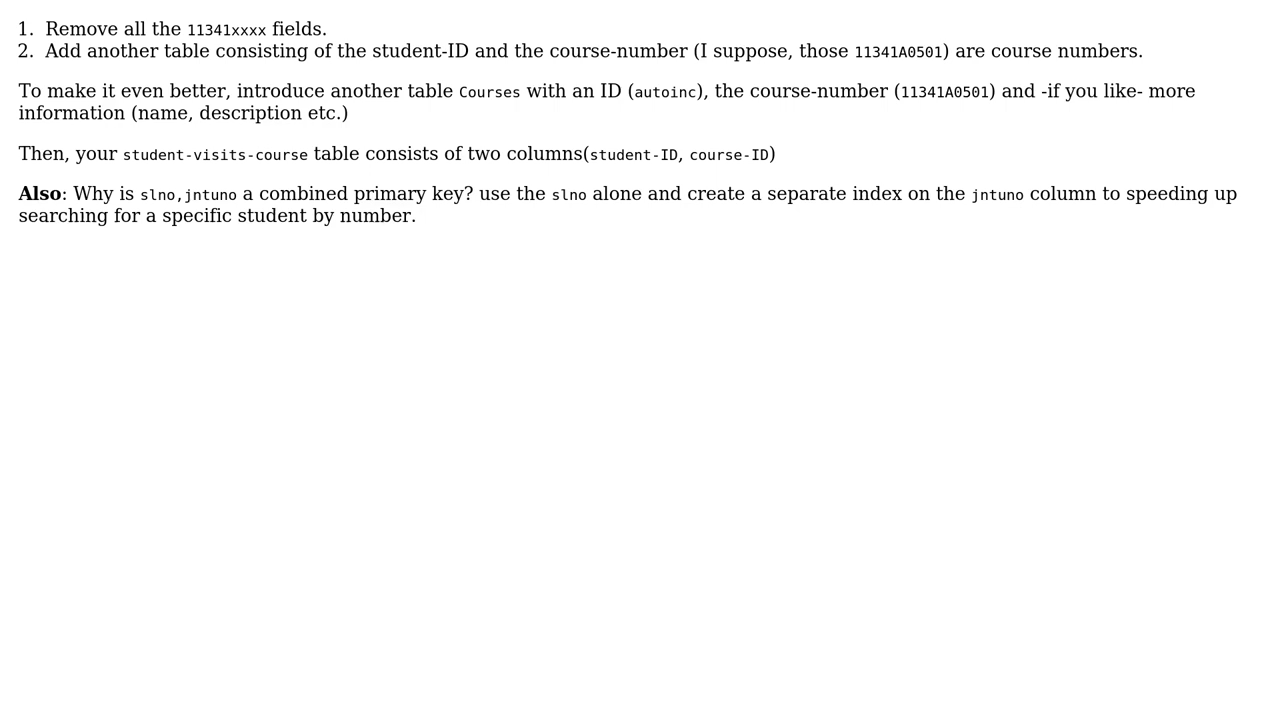 1. Remove all the 11341xxxx fields.
2. Add another table consisting of the student-ID and the course-number (I suppose, those 11341A0501) are course numbers.
To make it even better, introduce another table Courses with an ID (autoinc), the course-number (11341A0501) and -if you like- more
information (name, description etc.)
Then, your student-visits-course table consists of two columns(student-ID, course-ID)
Also: Why is slno,jntuno a combined primary key? use the slno alone and create a separate index on the jntuno column to speeding up
searching for a specific student by number.